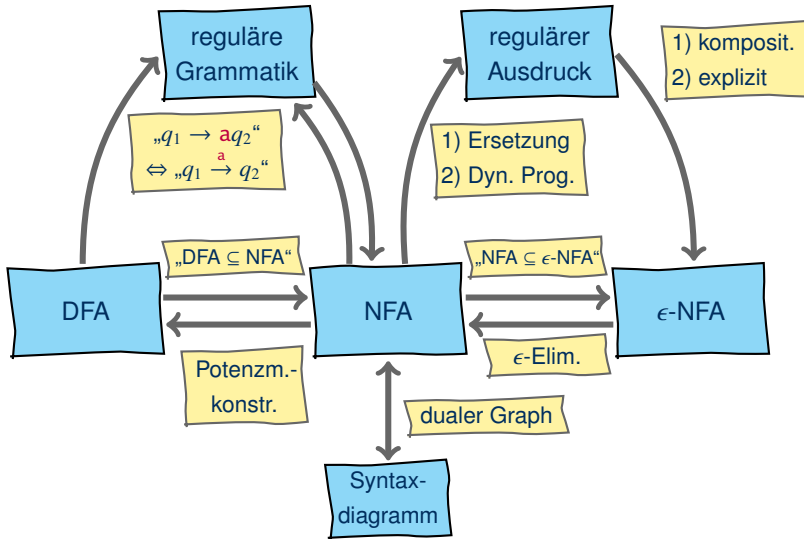 reguläre
Grammatik
regulärer
Ausdruck
1) komposit.
2) explizit
„q₁ → aq₂“
⇔ „q₁ →ᵃ q₂“
1) Ersetzung
2) Dyn. Prog.
„DFA ⊆ NFA“
„NFA ⊆ ϵ-NFA“
DFA
NFA
ϵ-NFA
Potenzm.-
konstr.
ϵ-Elim.
dualer Graph
Syntax-
diagramm